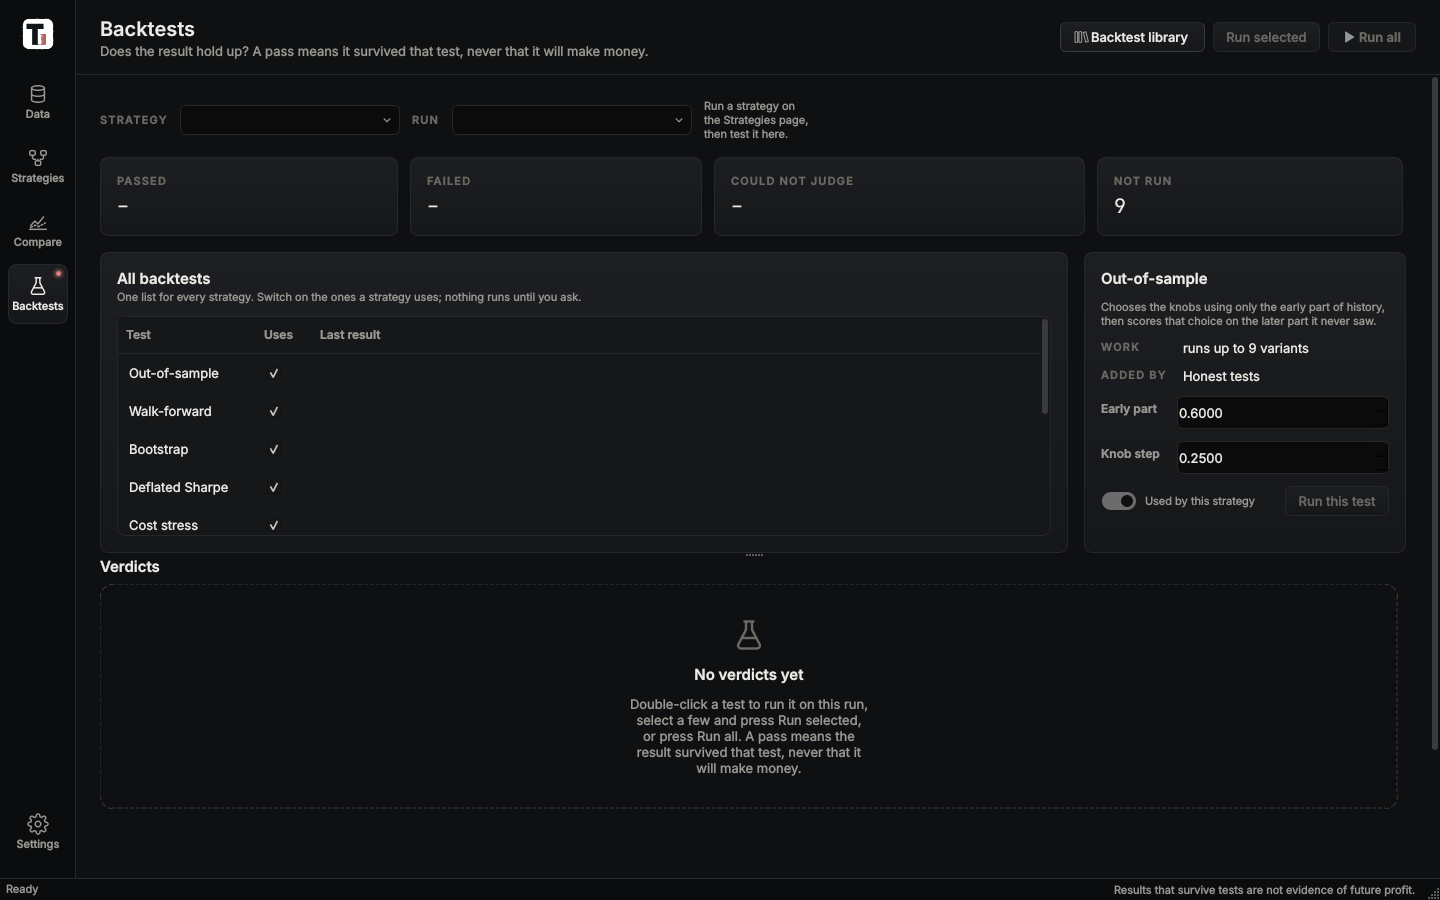 Backtests
Does the result hold up? A pass means it survived that test, never that it will make money.
Backtest library
Run selected
Run all
Data
Strategies
Compare
Backtests
Settings
STRATEGY
RUN
Run a strategy on
the Strategies page,
then test it here.
PASSED
–
FAILED
–
COULD NOT JUDGE
–
NOT RUN
9
All backtests
One list for every strategy. Switch on the ones a strategy uses; nothing runs until you ask.
Test Uses Last result
Out-of-sample ✓
Walk-forward ✓
Bootstrap ✓
Deflated Sharpe ✓
Cost stress ✓
Out-of-sample
Chooses the knobs using only the early part of history,
then scores that choice on the later part it never saw.
WORK runs up to 9 variants
ADDED BY Honest tests
Early part 0.6000
Knob step 0.2500
Used by this strategy
Run this test
Verdicts
No verdicts yet
Double-click a test to run it on this run,
select a few and press Run selected,
or press Run all. A pass means the
result survived that test, never that it
will make money.
Ready
Results that survive tests are not evidence of future profit.